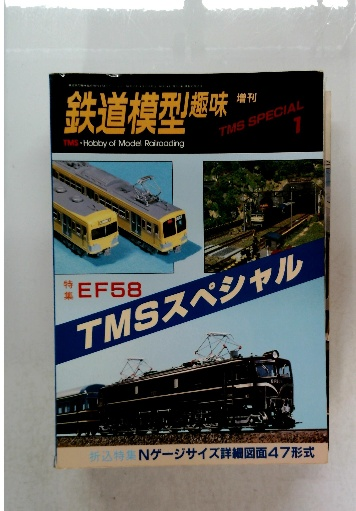 鉄道模型趣味 増刊
TMS SPECIAL
1
TMS・Hobby of Model Railroading
特集 EF58
TMSスペシャル
折込特集 Nゲージサイズ詳細図面47形式